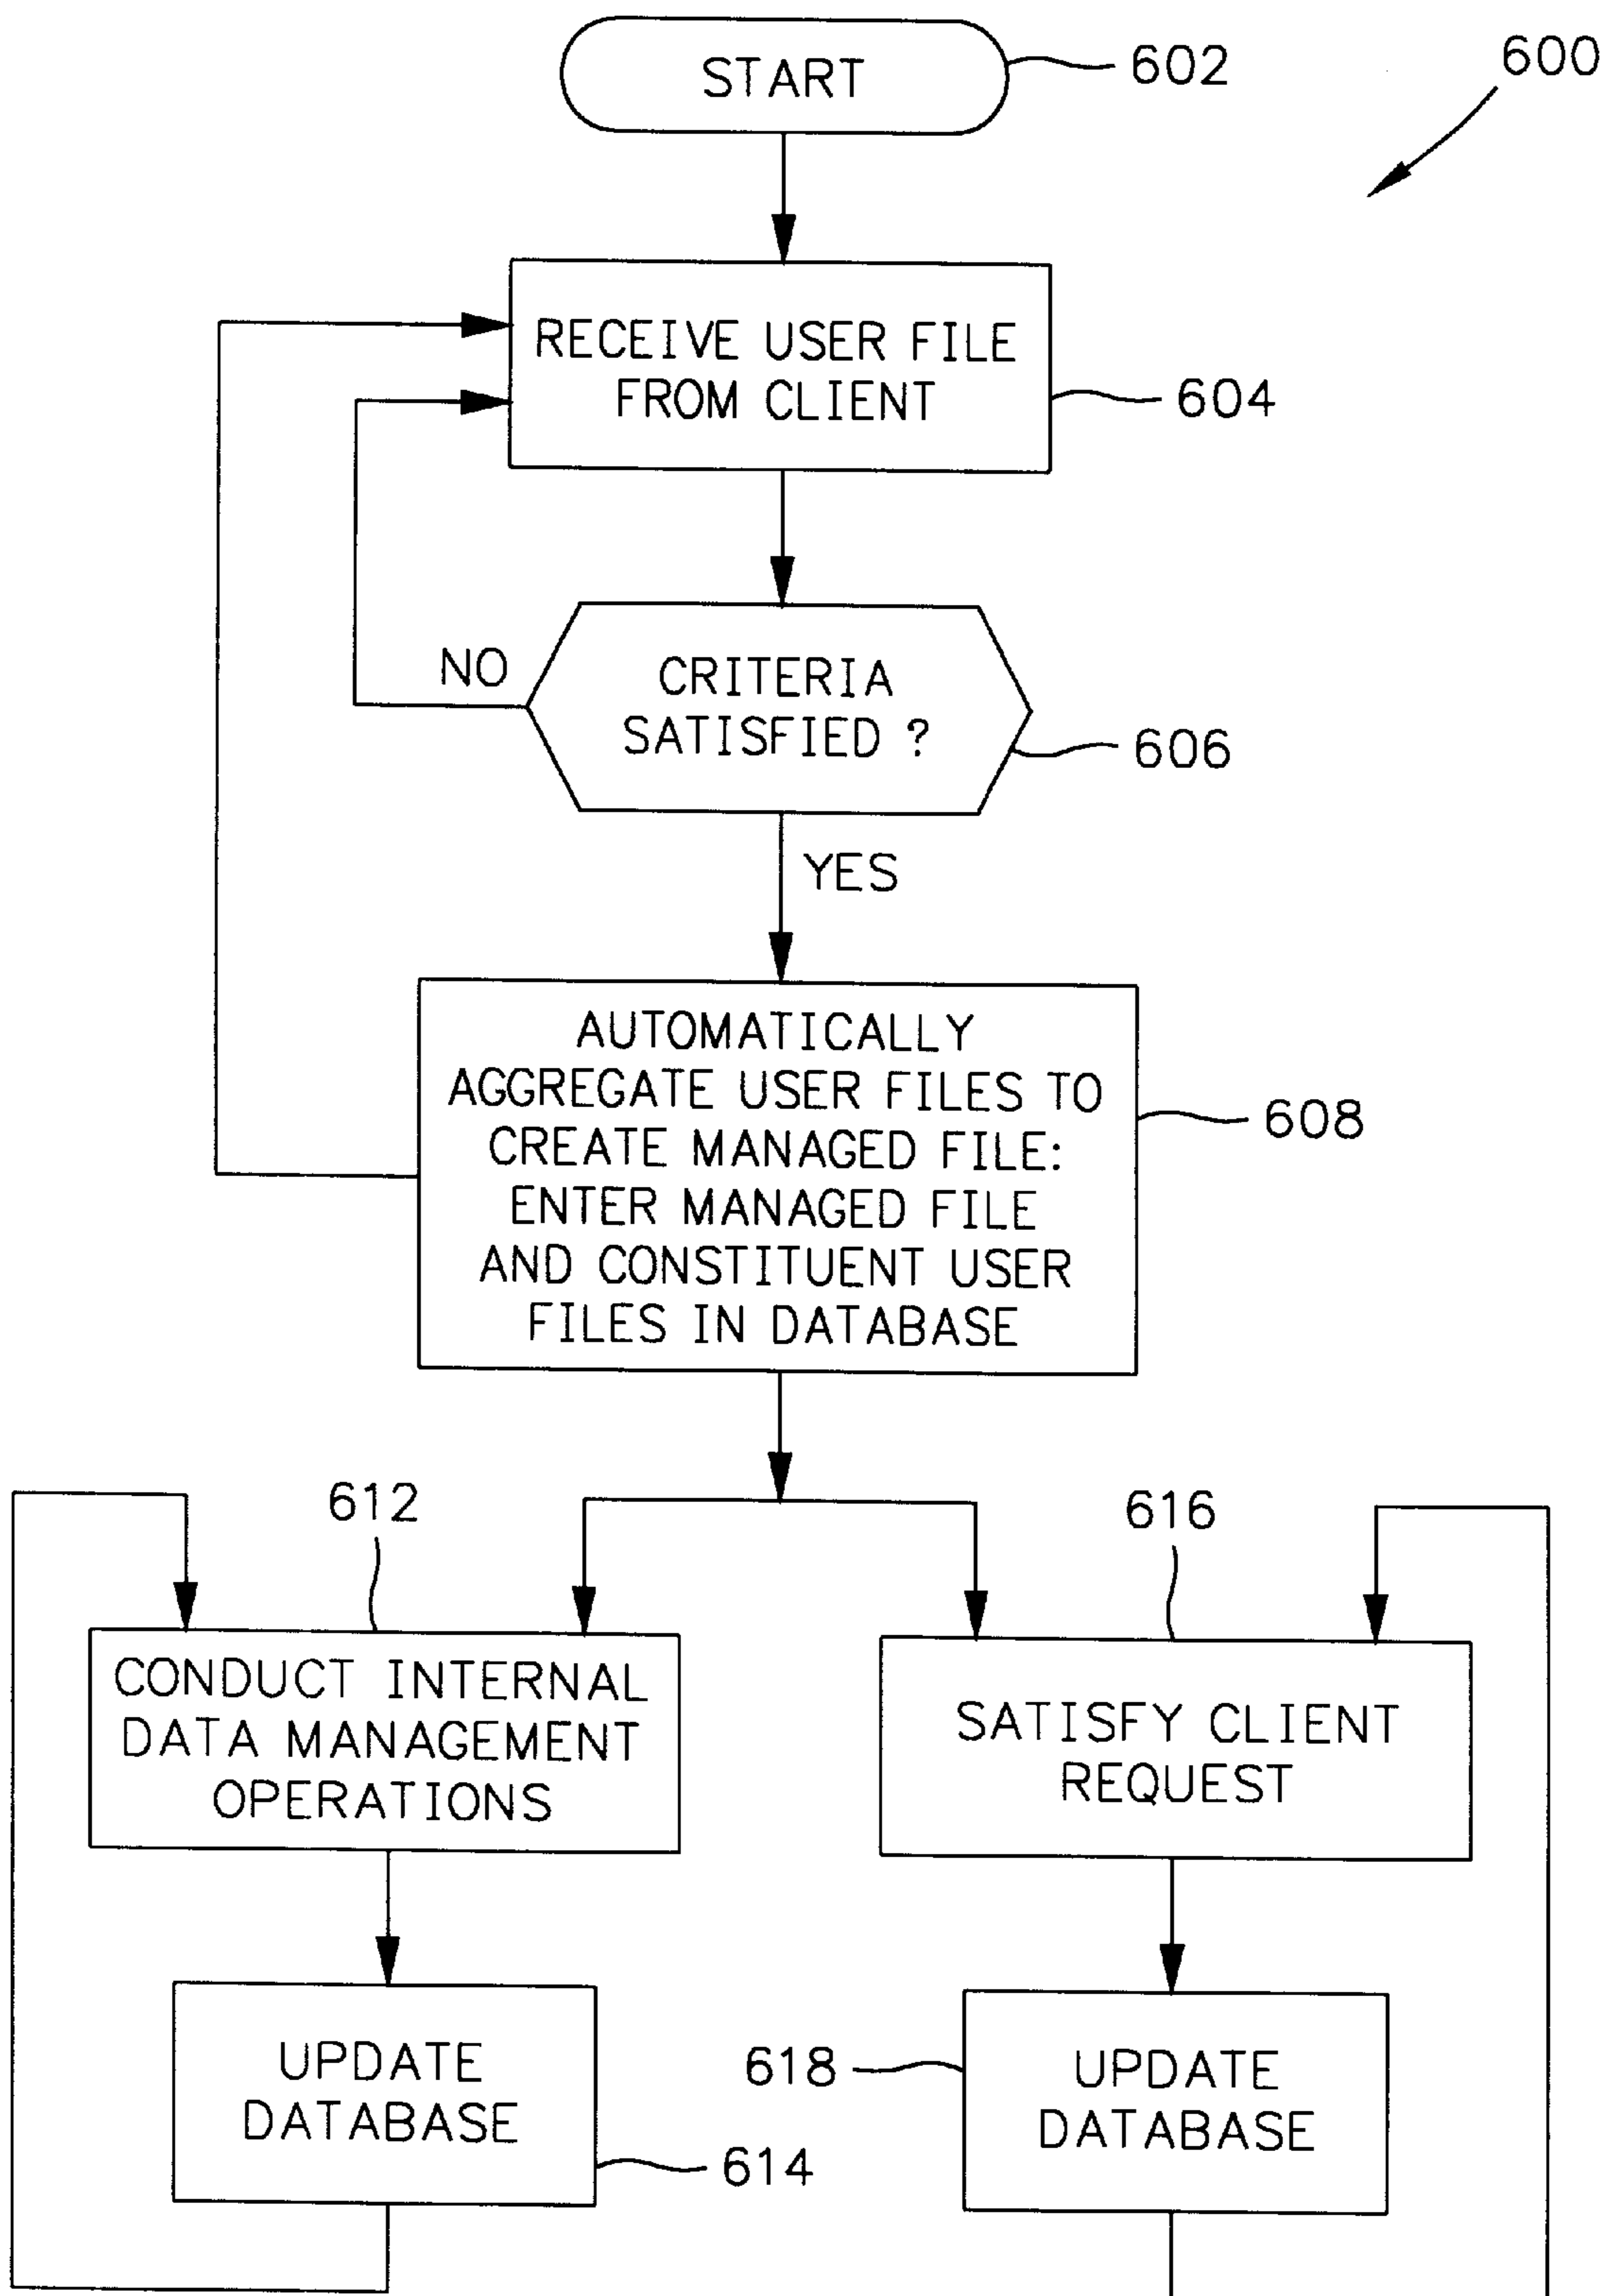 START
602
600
RECEIVE USER FILE
FROM CLIENT
604
NO
CRITERIA
SATISFIED ?
606
YES
AUTOMATICALLY
AGGREGATE USER FILES TO
CREATE MANAGED FILE:
ENTER MANAGED FILE
AND CONSTITUENT USER
FILES IN DATABASE
608
612
616
CONDUCT INTERNAL
DATA MANAGEMENT
OPERATIONS
SATISFY CLIENT
REQUEST
UPDATE
DATABASE
614
618
UPDATE
DATABASE